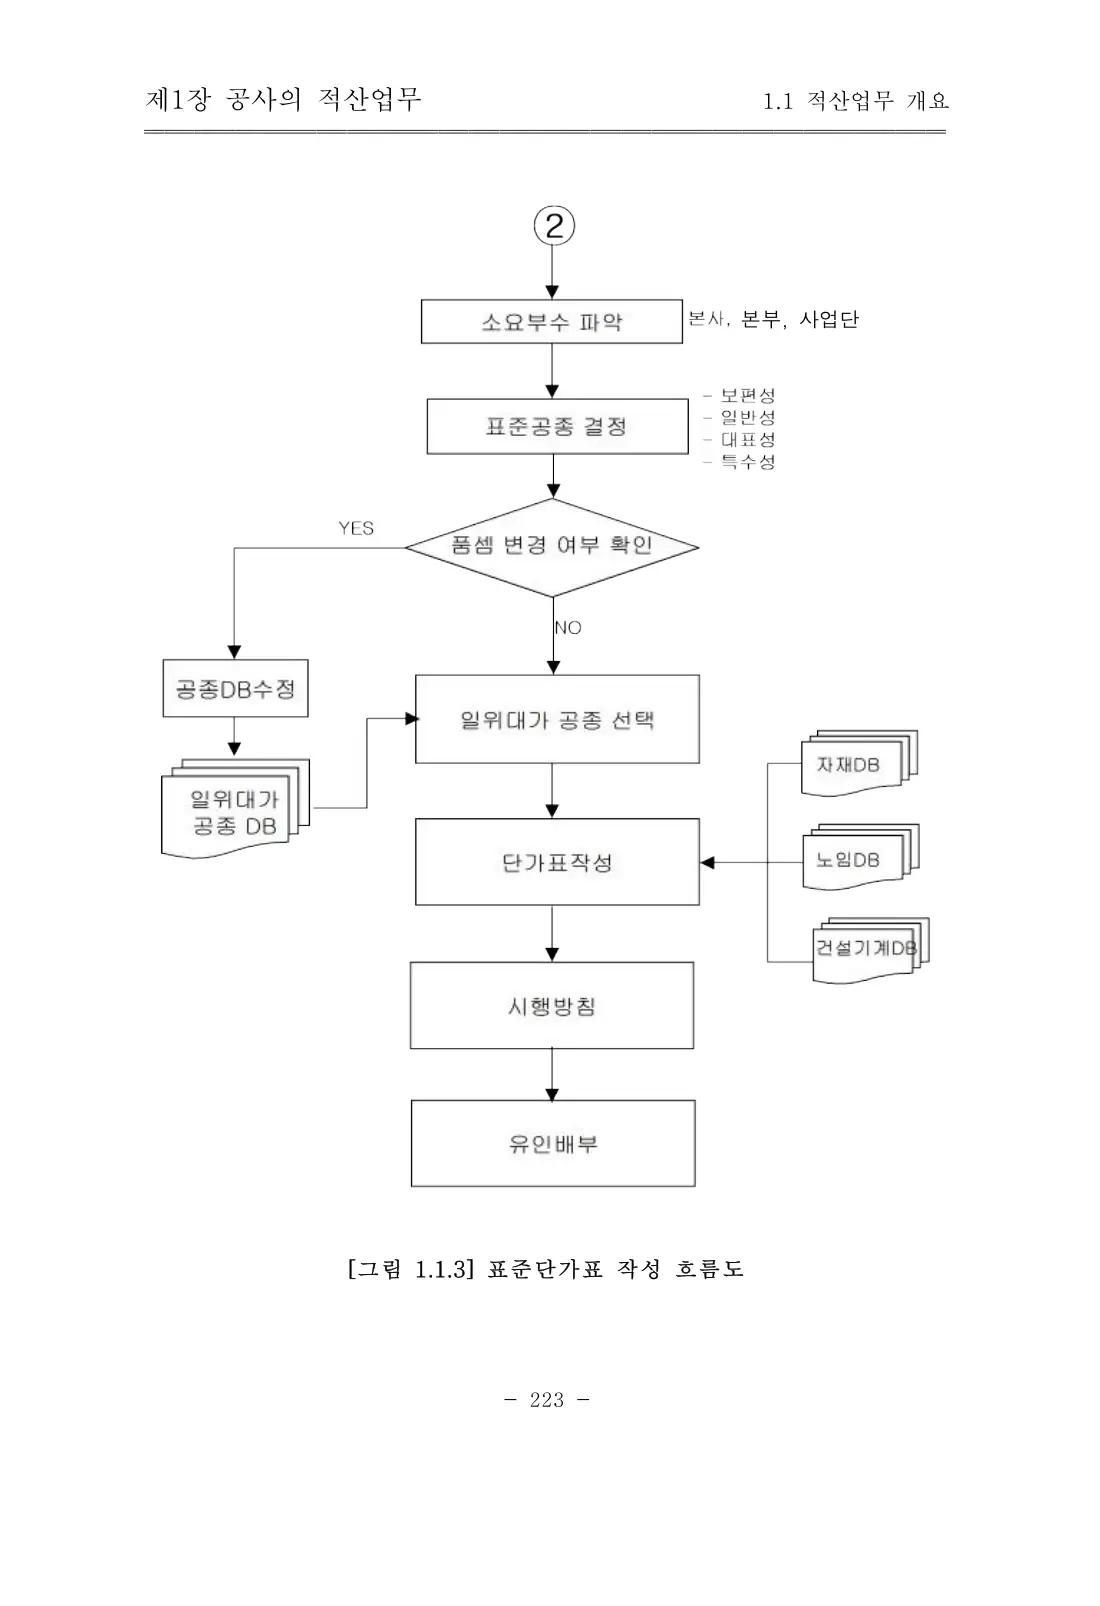 제1장 공사의 적산업무
1.1 적산업무 개요
②
소요부수 파악
본사, 본부, 사업단
표준공종 결정
- 보편성
- 일반성
- 대표성
- 특수성
YES
품셈 변경 여부 확인
NO
공종DB수정
일위대가 공종 선택
일위대가
공종 DB
자재DB
단가표작성
노임DB
건설기계DB
시행방침
유인배부
[그림 1.1.3] 표준단가표 작성 흐름도
- 223 -